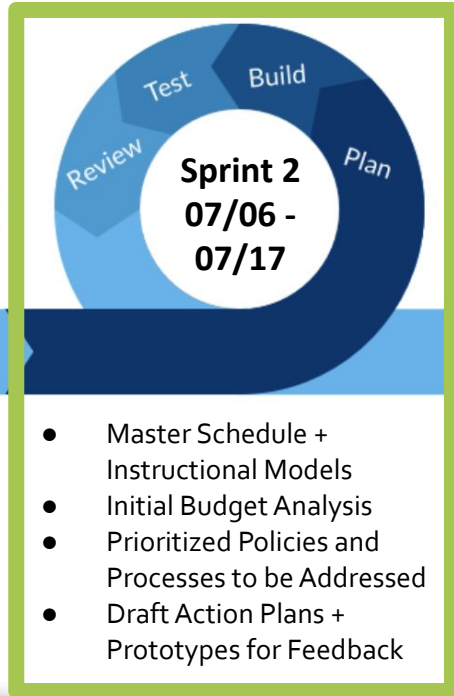 Test
Build
Review
Plan
Sprint 2
07/06 -
07/17
● Master Schedule +
Instructional Models
● Initial Budget Analysis
● Prioritized Policies and
Processes to be Addressed
● Draft Action Plans +
Prototypes for Feedback